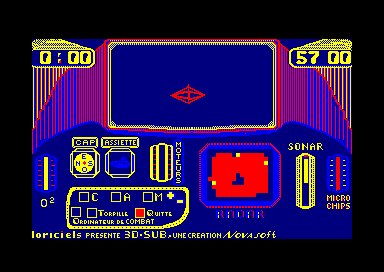 0:00 57 00
CAP ASSIETTE
MOTEURS
SONAR
N S
RADAR
O2
MICRO
CHIPS
C A M + -
TORPILLE QUITTE
ORDINATEUR DE COMBAT
loriciels PRESENTE 3D-SUB UNE CREATION Novasoft